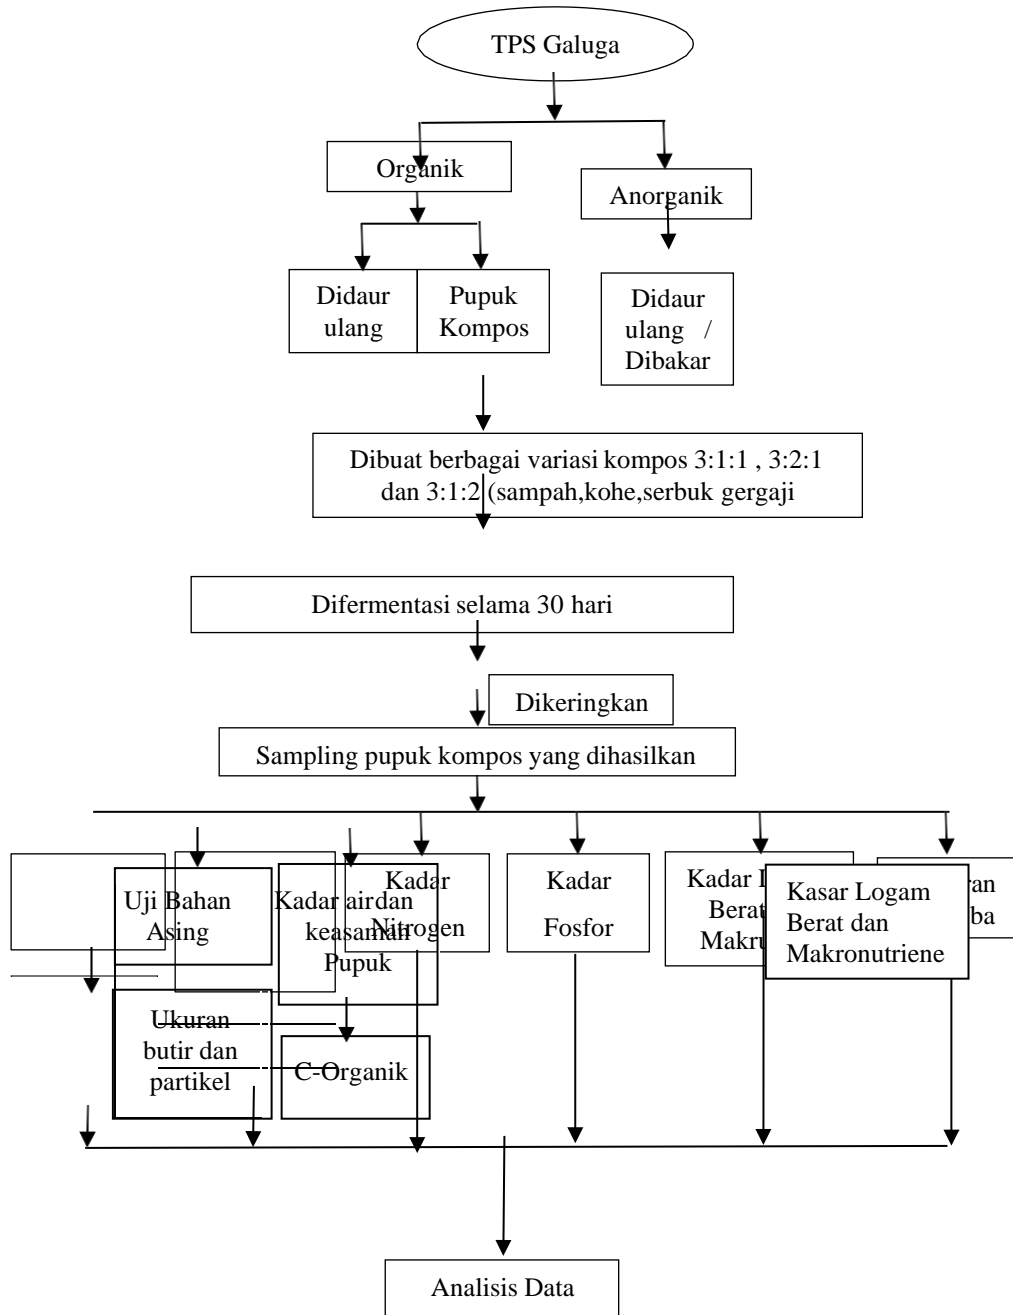 TPS Galuga
Organik
Anorganik
Didaur
ulang
Pupuk
Kompos
Didaur
ulang /
Dibakar
Dibuat berbagai variasi kompos 3:1:1 , 3:2:1
dan 3:1:2 (sampah,kohe,serbuk gergaji
Difermentasi selama 30 hari
Dikeringkan
Sampling pupuk kompos yang dihasilkan
Uji Bahan
Asing
Kadar airdan
keasaman
Pupuk
Kadar
Nitrogen
Kadar
Fosfor
Kadar
Berat
Kasar Logam
Berat dan
Makronutriene
Ukuran
butir dan
partikel
C-Organik
Analisis Data